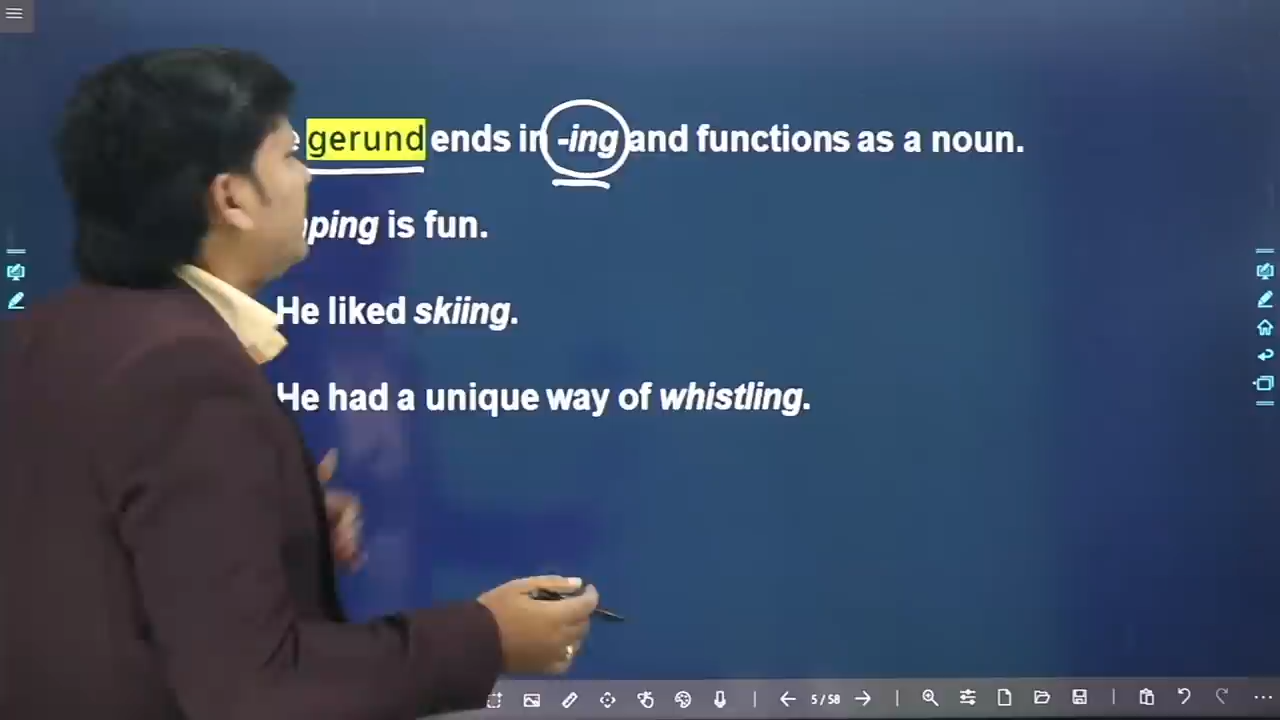 gerund ends in -ing and functions as a noun.
is fun.
He liked skiing.
He had a unique way of whistling.
5 / 58